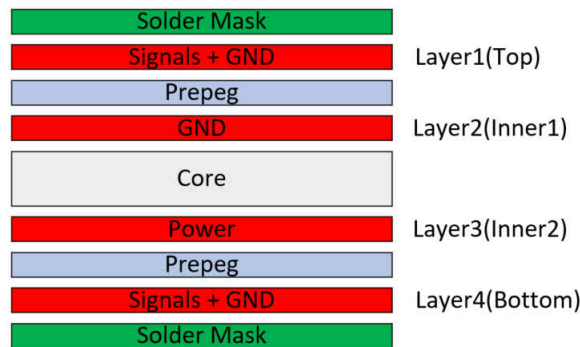 Solder Mask
Signals + GND Layer1(Top)
Prepeg
GND Layer2(Inner1)
Core
Power Layer3(Inner2)
Prepeg
Signals + GND Layer4(Bottom)
Solder Mask